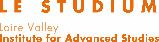 LE STUDIUM
Loire Valley
Institute for Advanced Studies